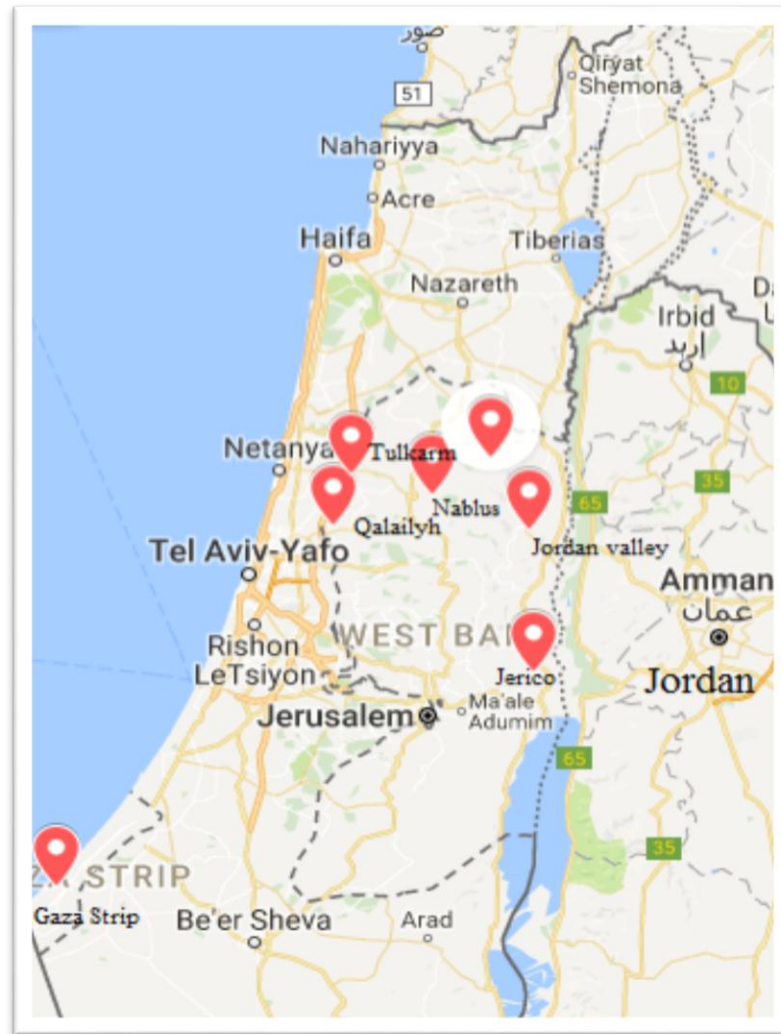 صور
Qiryat
Shemona
51
Nahariyya
Acre
Haifa
Tiberias
Nazareth
Irbid
إربد
10
Netanya
Tulkarm
35
Nablus
65
Qalailyh
Jordan valley
Tel Aviv-Yafo
Amman
عمان
WEST BA
Rishon
LeTsiyon
Jerico
Jordan
Ma'ale
Adumim
Jerusalem
65
35
ZA STRIP
Gaza Strip
Be'er Sheva
Arad